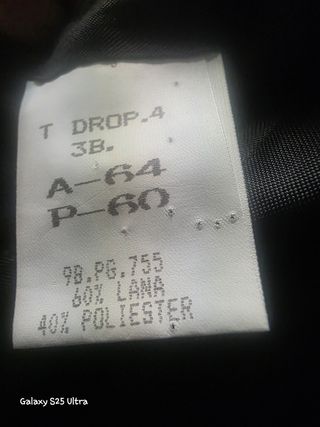 T DROP.4
3B.
A-64
P-60
98.PG.755
60% LANA
40% POLIESTER
Galaxy S25 Ultra